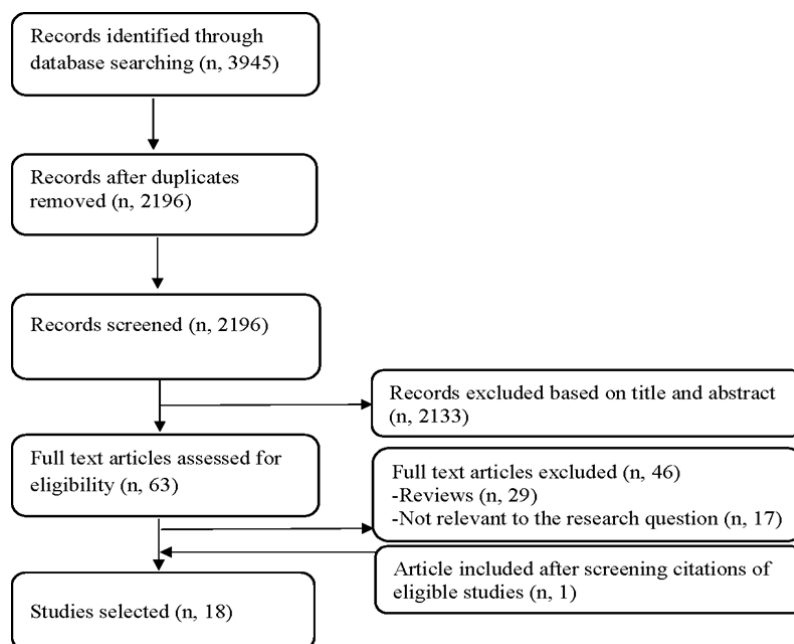 Records identified through
database searching (n, 3945)
Records after duplicates
removed (n, 2196)
Records screened (n, 2196)
Records excluded based on title and abstract
(n, 2133)
Full text articles assessed for
eligibility (n, 63)
Full text articles excluded (n, 46)
-Reviews (n, 29)
-Not relevant to the research question (n, 17)
Article included after screening citations of
eligible studies (n, 1)
Studies selected (n, 18)